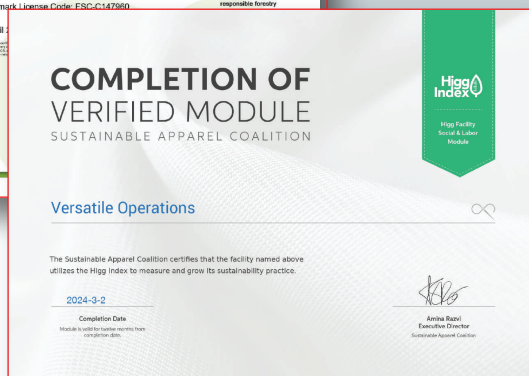 mark License Code: FSC-C147960
responsible forestry
COMPLETION OF
VERIFIED MODULE
SUSTAINABLE APPAREL COALITION
Higg
Index
Higg Facility
Social & Labor
Module
Versatile Operations
The Sustainable Apparel Coalition certifies that the facility named above
utilizes the Higg Index to measure and grow its sustainability practice.
2024-3-2
Completion Date
Module is valid for twelve months from
completion date.
Amina Razvi
Executive Director
Sustainable Apparel Coalition